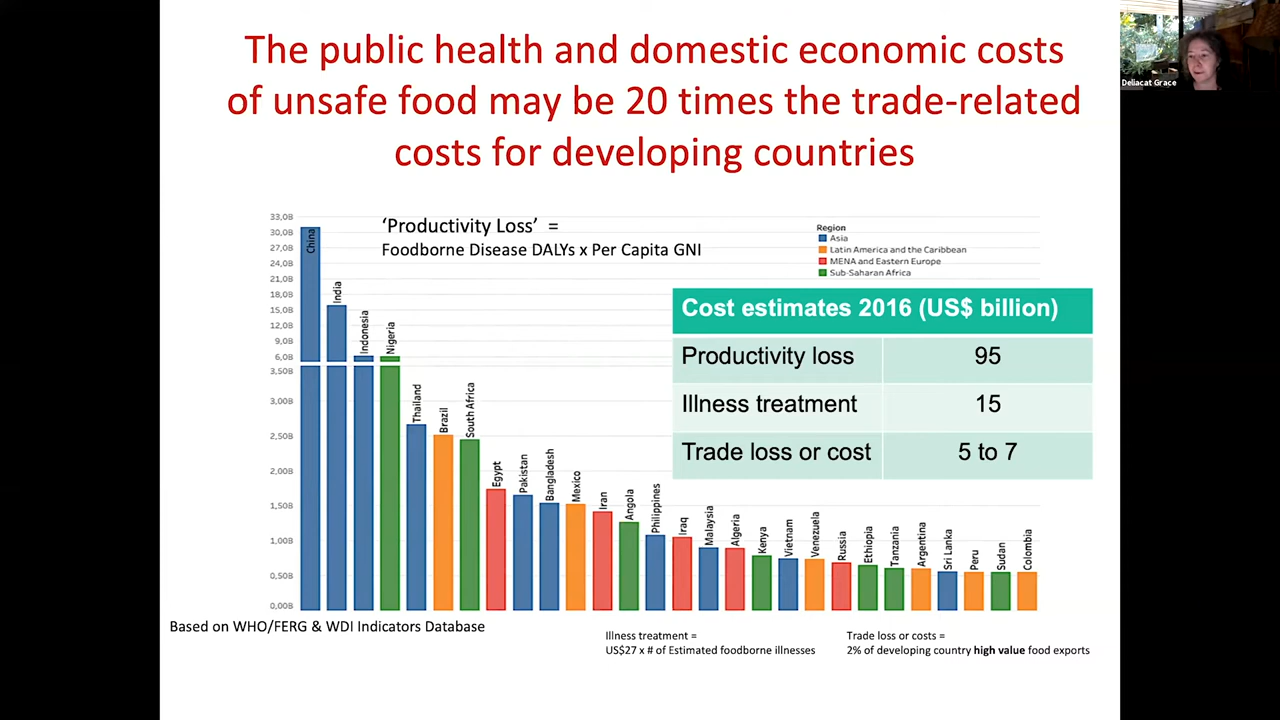 The public health and domestic economic costs
of unsafe food may be 20 times the trade-related
costs for developing countries
Deliacat Grace
'Productivity Loss' =
Foodborne Disease DALYs x Per Capita GNI
Region
Asia
Latin America and the Caribbean
MENA and Eastern Europe
Sub-Saharan Africa
33,0B
30,0B
27,0B
24,0B
21,0B
18,0B
15,0B
12,0B
9,0B
6,0B
3,50B
3,00B
2,50B
2,00B
1,50B
1,00B
0,50B
0,00B
China
India
Indonesia
Nigeria
Thailand
Brazil
South Africa
Egypt
Pakistan
Bangladesh
Mexico
Iran
Angola
Philippines
Iraq
Malaysia
Algeria
Kenya
Vietnam
Venezuela
Russia
Ethiopia
Tanzania
Argentina
Sri Lanka
Peru
Sudan
Colombia
Cost estimates 2016 (US$ billion)
Productivity loss 95
Illness treatment 15
Trade loss or cost 5 to 7
Based on WHO/FERG & WDI Indicators Database
Illness treatment =
US$27 x # of Estimated foodborne illnesses
Trade loss or costs =
2% of developing country high value food exports